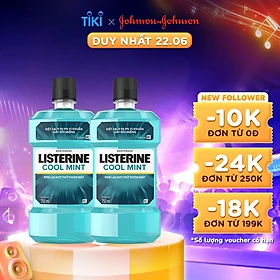 TIKI x Johnson&Johnson
DUY NHẤT 22.06
NEW FOLLOWER
-10K
ĐƠN TỪ 0Đ
-24K
ĐƠN TỪ 250K
-18K
ĐƠN TỪ 199K
*Số lượng voucher có hạn
LISTERINE
COOL MINT
LISTERINE
COOL MINT